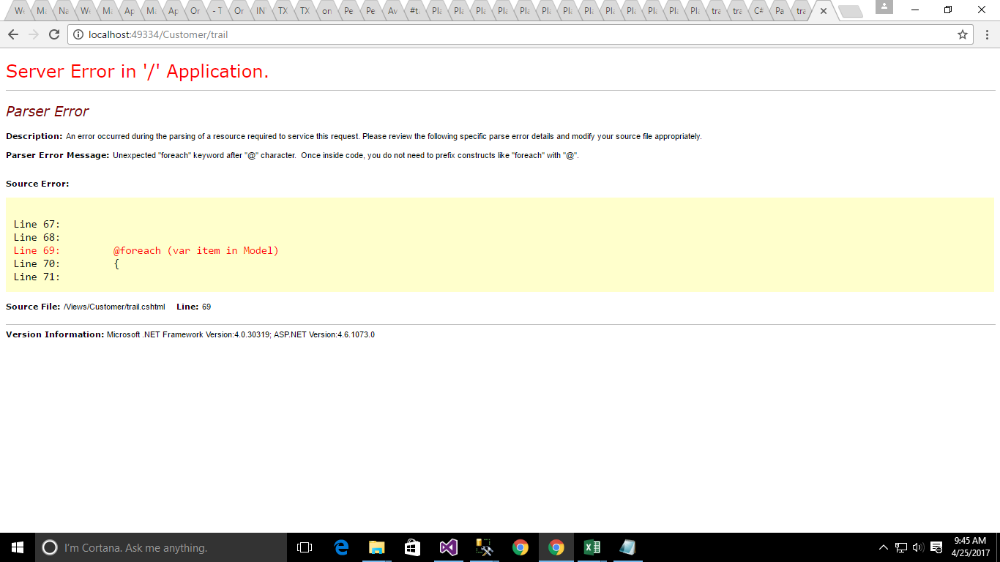 We Ma Na We Ma Ap Ma Ap Or - T Or IN TX TX on Pe Pe Av #t Pla Pla Pla Pla Pla Pla Pla Pla Pla Pla Pla Pla Pla tra tra C# Pa tra
localhost:49334/Customer/trail
Server Error in '/' Application.
Parser Error
Description: An error occurred during the parsing of a resource required to service this request. Please review the following specific parse error details and modify your source file appropriately.
Parser Error Message: Unexpected "foreach" keyword after "@" character. Once inside code, you do not need to prefix constructs like "foreach" with "@".
Source Error:
Line 67:
Line 68:
Line 69: @foreach (var item in Model)
Line 70: {
Line 71:
Source File: /Views/Customer/trail.cshtml Line: 69
Version Information: Microsoft .NET Framework Version:4.0.30319; ASP.NET Version:4.6.1073.0
I'm Cortana. Ask me anything.
9:45 AM
4/25/2017